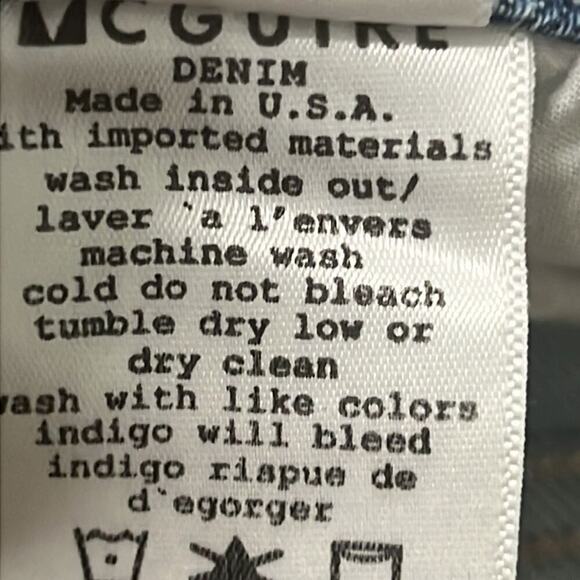 MCGUIRE
DENIM
Made in U.S.A.
ith imported materials
wash inside out/
laver `a l'envers
machine wash
cold do not bleach
tumble dry low or
dry clean
wash with like colors
indigo will bleed
indigo rispue de
d`egorger